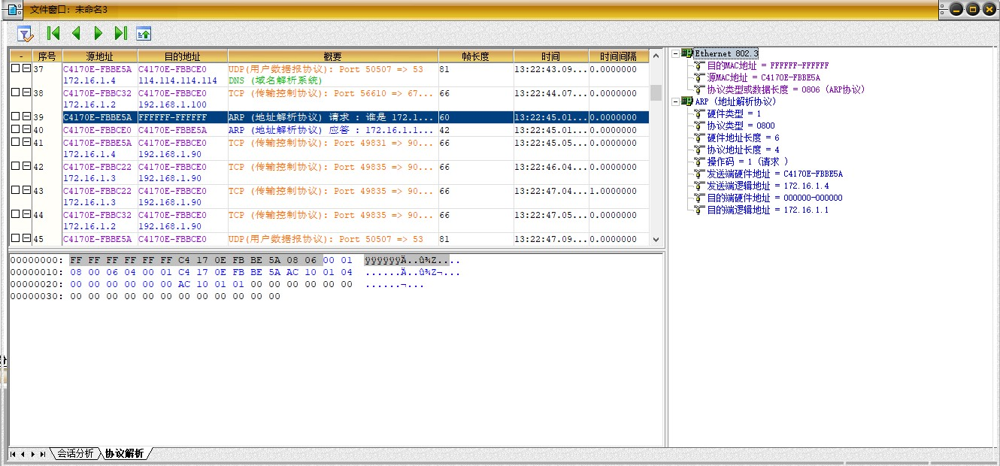 文件窗口: 未命名3
- 序号 源地址 目的地址 概要 帧长度 时间 时间间隔
37 C4170E-FBBE5A C4170E-FBBCE0 UDP(用户数据报协议): Port 50507 => 53 81 13:22:43.09... 0.0000000
172.16.1.4 114.114.114.114 DNS (域名解析系统)
38 C4170E-FBBC32 C4170E-FBBCE0 TCP (传输控制协议): Port 56610 => 67... 66 13:22:44.07... 0.0000000
172.16.1.2 192.168.1.100
39 C4170E-FBBE5A FFFFFF-FFFFFF ARP (地址解析协议) 请求 : 谁是 172.1... 60 13:22:45.01... 0.0000000
40 C4170E-FBBCE0 C4170E-FBBE5A ARP (地址解析协议) 应答 : 172.16.1.1... 42 13:22:45.01... 0.0000000
41 C4170E-FBBE5A C4170E-FBBCE0 TCP (传输控制协议): Port 49831 => 90... 66 13:22:45.05... 0.0000000
172.16.1.4 192.168.1.90
42 C4170E-FBBC22 C4170E-FBBCE0 TCP (传输控制协议): Port 49835 => 90... 66 13:22:46.04... 0.0000000
172.16.1.3 192.168.1.90
43 C4170E-FBBC22 C4170E-FBBCE0 TCP (传输控制协议): Port 49835 => 90... 66 13:22:47.04... 1.0000000
172.16.1.3 192.168.1.90
44 C4170E-FBBC32 C4170E-FBBCE0 TCP (传输控制协议): Port 49835 => 90... 66 13:22:47.05... 0.0000000
172.16.1.2 192.168.1.90
45 C4170E-FBBE5A C4170E-FBBCE0 UDP(用户数据报协议): Port 50507 => 53 81 13:22:47.09... 0.0000000
Ethernet 802.3
目的MAC地址 = FFFFFF-FFFFFF
源MAC地址 = C4170E-FBBE5A
协议类型或数据长度 = 0806 (ARP协议)
ARP (地址解析协议)
硬件类型 = 1
协议类型 = 0800
硬件地址长度 = 6
协议地址长度 = 4
操作码 = 1 (请求 )
发送端硬件地址 = C4170E-FBBE5A
发送端逻辑地址 = 172.16.1.4
目的端硬件地址 = 000000-000000
目的端逻辑地址 = 172.16.1.1
00000000: FF FF FF FF FF FF C4 17 0E FB BE 5A 08 06 00 01 ÿÿÿÿÿÿÄ..û¾Z....
00000010: 08 00 06 04 00 01 C4 17 0E FB BE 5A AC 10 01 04 ......Ä..û¾Z¬...
00000020: 00 00 00 00 00 00 AC 10 01 01 00 00 00 00 00 00 ......¬...
00000030: 00 00 00 00 00 00 00 00 00 00 00 00
会话分析 协议解析